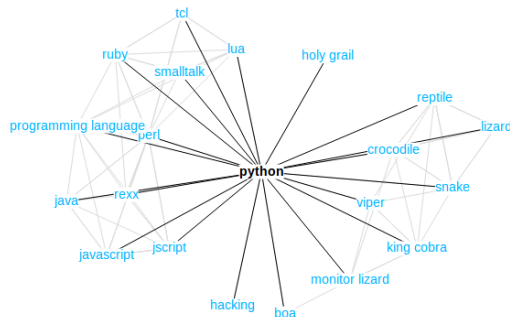 tcl
ruby
lua
holy grail
smalltalk
reptile
programming language
perl
lizard
crocodile
python
snake
rexx
java
viper
javascript
jscript
king cobra
monitor lizard
hacking
boa